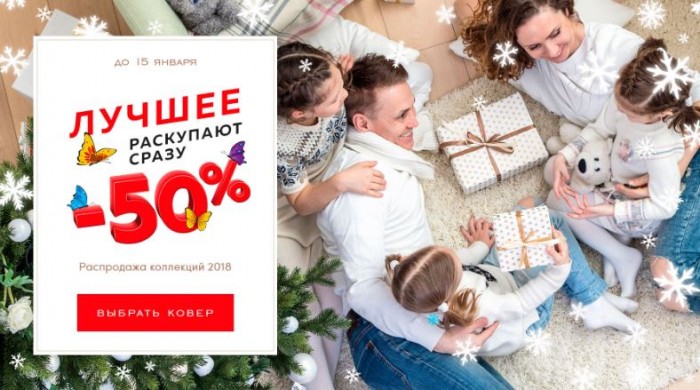 ДО 15 ЯНВАРЯ
ЛУЧШЕЕ
РАСКУПАЮТ
СРАЗУ
-50%
Распродажа коллекций 2018
ВЫБРАТЬ КОВЕР